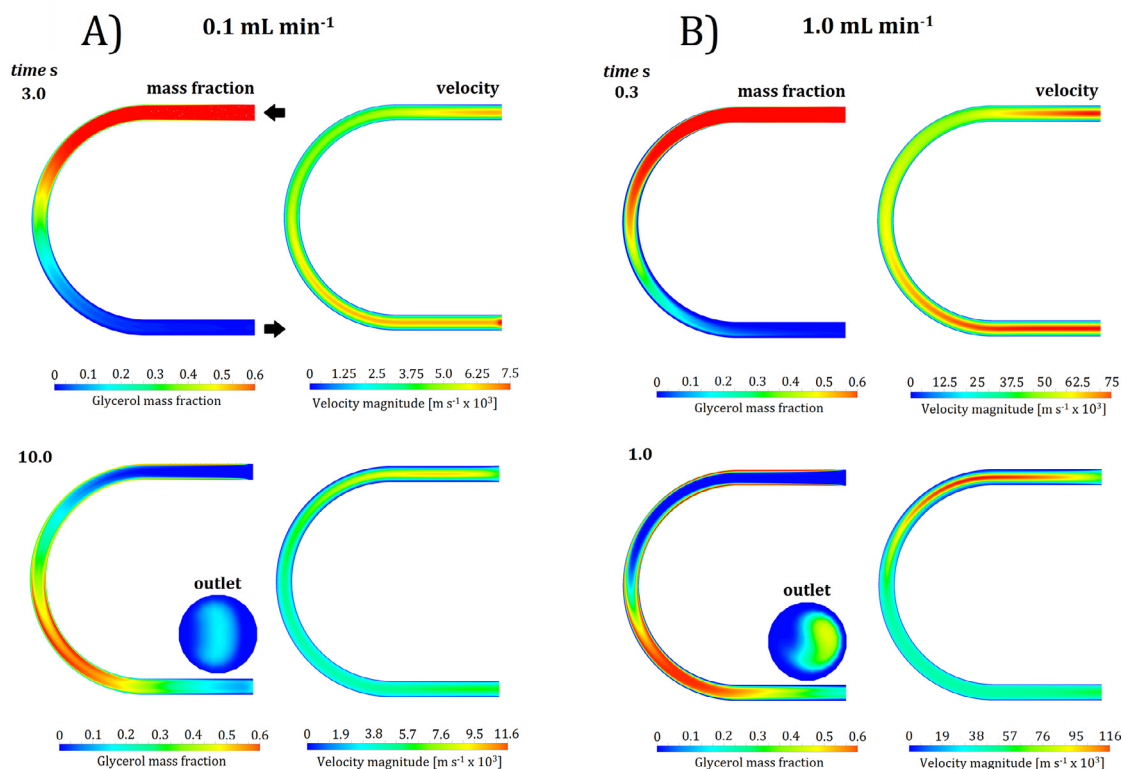 A) 0.1 mL min⁻¹
B) 1.0 mL min⁻¹
time s
3.0
mass fraction
velocity
0 0.1 0.2 0.3 0.4 0.5 0.6
Glycerol mass fraction
0 1.25 2.5 3.75 5.0 6.25 7.5
Velocity magnitude [m s⁻¹ x 10³]
time s
0.3
mass fraction
velocity
0 0.1 0.2 0.3 0.4 0.5 0.6
Glycerol mass fraction
0 12.5 25 37.5 50 62.5 75
Velocity magnitude [m s⁻¹ x 10³]
10.0
outlet
0 0.1 0.2 0.3 0.4 0.5 0.6
Glycerol mass fraction
0 1.9 3.8 5.7 7.6 9.5 11.6
Velocity magnitude [m s⁻¹ x 10³]
1.0
outlet
0 0.1 0.2 0.3 0.4 0.5 0.6
Glycerol mass fraction
0 19 38 57 76 95 116
Velocity magnitude [m s⁻¹ x 10³]